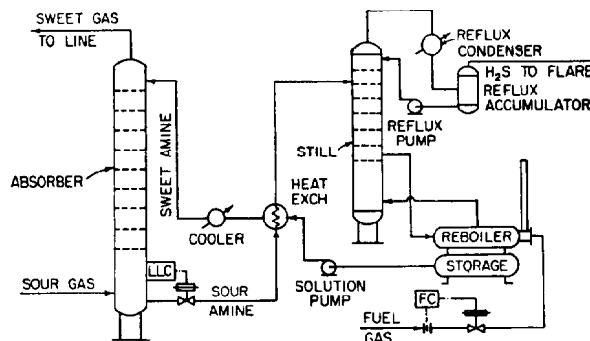 SWEET GAS
TO LINE
REFLUX
CONDENSER
H₂S TO FLARE
REFLUX
ACCUMULATOR
REFLUX
PUMP
STILL
ABSORBER
SWEET AMINE
HEAT
EXCH
COOLER
REBOILER
STORAGE
LLC
SOUR GAS
SOUR
AMINE
SOLUTION
PUMP
FC
FUEL
GAS